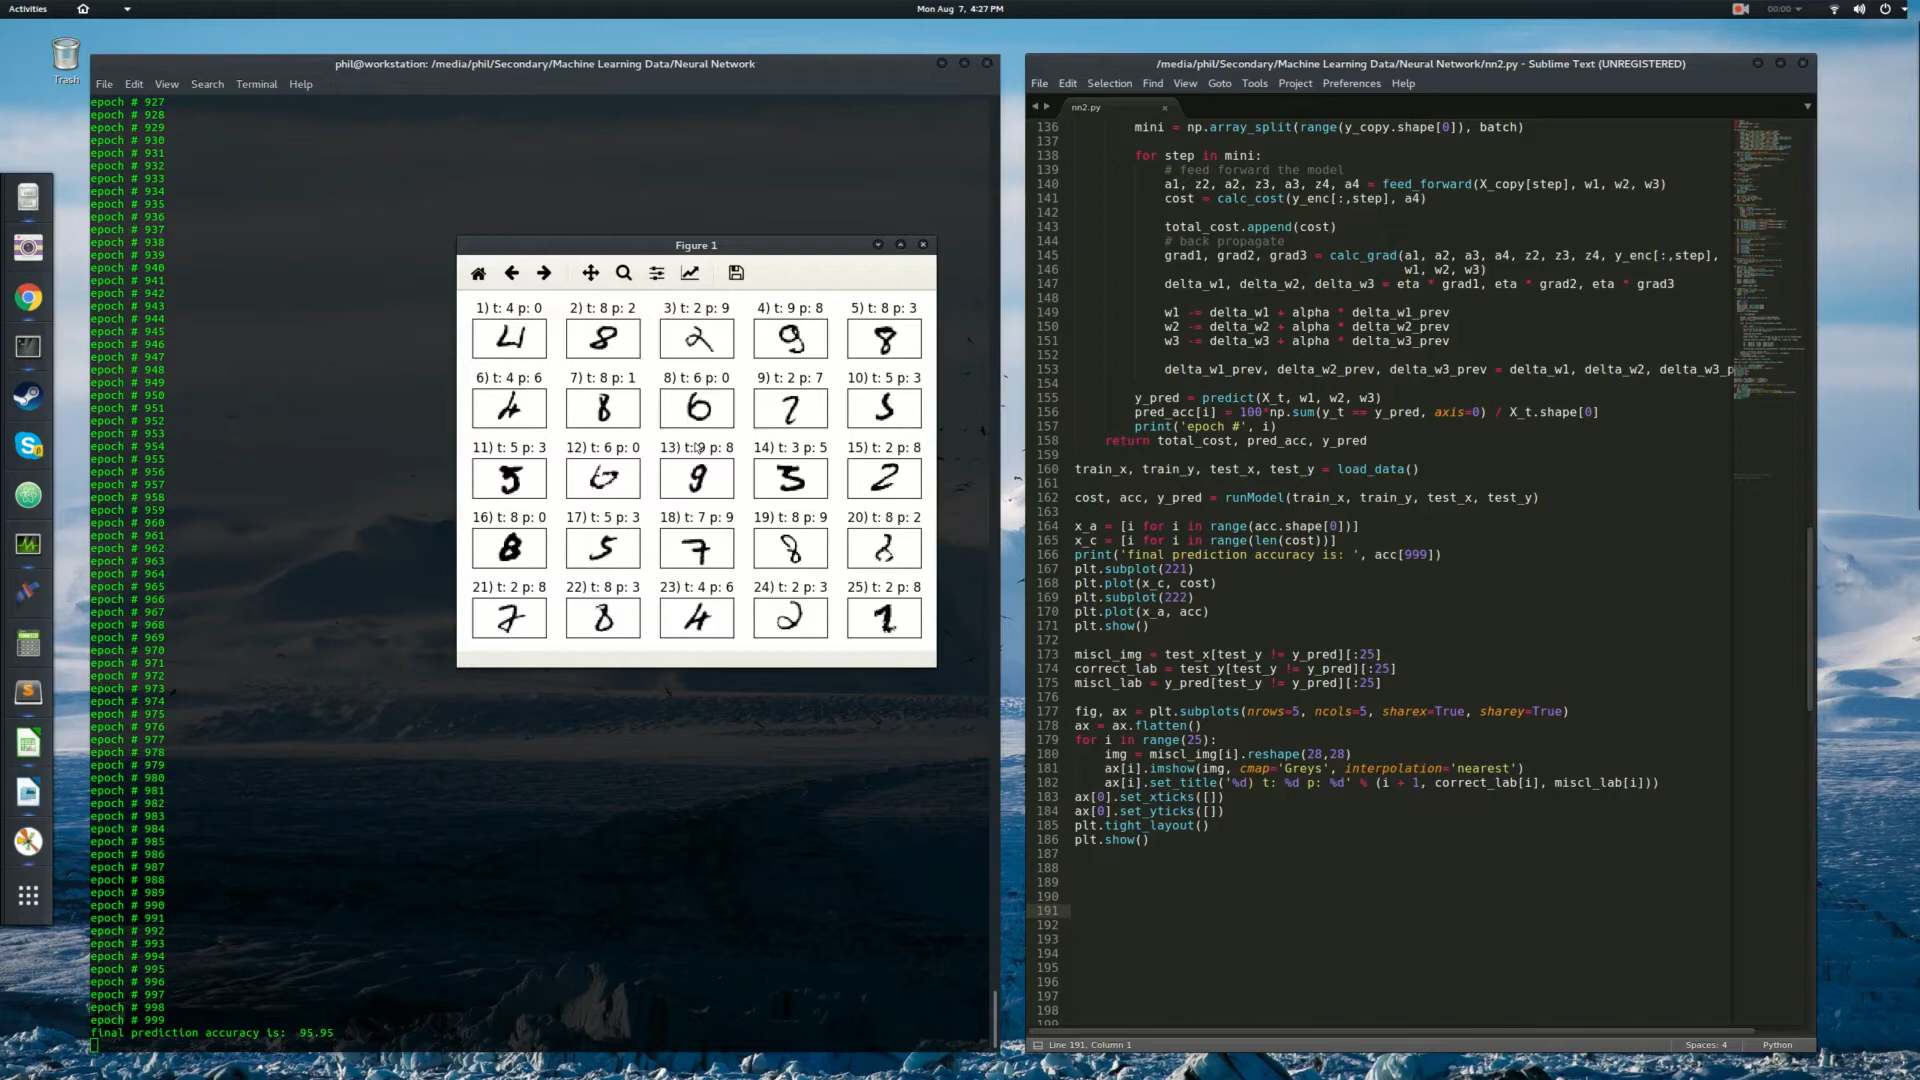 Activities
Mon Aug 7, 4:27 PM
00:00
Trash
phil@workstation: /media/phil/Secondary/Machine Learning Data/Neural Network
File Edit View Search Terminal Help
epoch # 927
epoch # 928
epoch # 929
epoch # 930
epoch # 931
epoch # 932
epoch # 933
epoch # 934
epoch # 935
epoch # 936
epoch # 937
epoch # 938
epoch # 939
epoch # 940
epoch # 941
epoch # 942
epoch # 943
epoch # 944
epoch # 945
epoch # 946
epoch # 947
epoch # 948
epoch # 949
epoch # 950
epoch # 951
epoch # 952
epoch # 953
epoch # 954
epoch # 955
epoch # 956
epoch # 957
epoch # 958
epoch # 959
epoch # 960
epoch # 961
epoch # 962
epoch # 963
epoch # 964
epoch # 965
epoch # 966
epoch # 967
epoch # 968
epoch # 969
epoch # 970
epoch # 971
epoch # 972
epoch # 973
epoch # 974
epoch # 975
epoch # 976
epoch # 977
epoch # 978
epoch # 979
epoch # 980
epoch # 981
epoch # 982
epoch # 983
epoch # 984
epoch # 985
epoch # 986
epoch # 987
epoch # 988
epoch # 989
epoch # 990
epoch # 991
epoch # 992
epoch # 993
epoch # 994
epoch # 995
epoch # 996
epoch # 997
epoch # 998
epoch # 999
final prediction accuracy is: 95.95
Figure 1
1) t: 4 p: 0 2) t: 8 p: 2 3) t: 2 p: 9 4) t: 9 p: 8 5) t: 8 p: 3
4 8 2 9 8
6) t: 4 p: 6 7) t: 8 p: 1 8) t: 6 p: 0 9) t: 2 p: 7 10) t: 5 p: 3
4 8 6 2 5
11) t: 5 p: 3 12) t: 6 p: 0 13) t: 9 p: 8 14) t: 3 p: 5 15) t: 2 p: 8
5 6 9 3 2
16) t: 8 p: 0 17) t: 5 p: 3 18) t: 7 p: 9 19) t: 8 p: 9 20) t: 8 p: 2
8 5 7 8 8
21) t: 2 p: 8 22) t: 8 p: 3 23) t: 4 p: 6 24) t: 2 p: 3 25) t: 2 p: 8
2 8 4 2 2
/media/phil/Secondary/Machine Learning Data/Neural Network/nn2.py - Sublime Text (UNREGISTERED)
File Edit Selection Find View Goto Tools Project Preferences Help
nn2.py
136 mini = np.array_split(range(y_copy.shape[0]), batch)
137
138 for step in mini:
139 # feed forward the model
140 a1, z2, a2, z3, a3, z4, a4 = feed_forward(X_copy[step], w1, w2, w3)
141 cost = calc_cost(y_enc[:,step], a4)
142
143 total_cost.append(cost)
144 # back propagate
145 grad1, grad2, grad3 = calc_grad(a1, a2, a3, a4, z2, z3, z4, y_enc[:,step],
146 w1, w2, w3)
147 delta_w1, delta_w2, delta_w3 = eta * grad1, eta * grad2, eta * grad3
148
149 w1 -= delta_w1 + alpha * delta_w1_prev
150 w2 -= delta_w2 + alpha * delta_w2_prev
151 w3 -= delta_w3 + alpha * delta_w3_prev
152
153 delta_w1_prev, delta_w2_prev, delta_w3_prev = delta_w1, delta_w2, delta_w3_p
154
155 y_pred = predict(X_t, w1, w2, w3)
156 pred_acc[i] = 100*np.sum(y_t == y_pred, axis=0) / X_t.shape[0]
157 print('epoch #', i)
158 return total_cost, pred_acc, y_pred
159
160 train_x, train_y, test_x, test_y = load_data()
161
162 cost, acc, y_pred = runModel(train_x, train_y, test_x, test_y)
163
164 x_a = [i for i in range(acc.shape[0])]
165 x_c = [i for i in range(len(cost))]
166 print('final prediction accuracy is: ', acc[999])
167 plt.subplot(221)
168 plt.plot(x_c, cost)
169 plt.subplot(222)
170 plt.plot(x_a, acc)
171 plt.show()
172
173 miscl_img = test_x[test_y != y_pred][:25]
174 correct_lab = test_y[test_y != y_pred][:25]
175 miscl_lab = y_pred[test_y != y_pred][:25]
176
177 fig, ax = plt.subplots(nrows=5, ncols=5, sharex=True, sharey=True)
178 ax = ax.flatten()
179 for i in range(25):
180 img = miscl_img[i].reshape(28,28)
181 ax[i].imshow(img, cmap='Greys', interpolation='nearest')
182 ax[i].set_title('%d) t: %d p: %d' % (i + 1, correct_lab[i], miscl_lab[i]))
183 ax[0].set_xticks([])
184 ax[0].set_yticks([])
185 plt.tight_layout()
186 plt.show()
187
188
189
190
191
192
193
194
195
196
197
198
199
Line 191, Column 1
Spaces: 4 Python